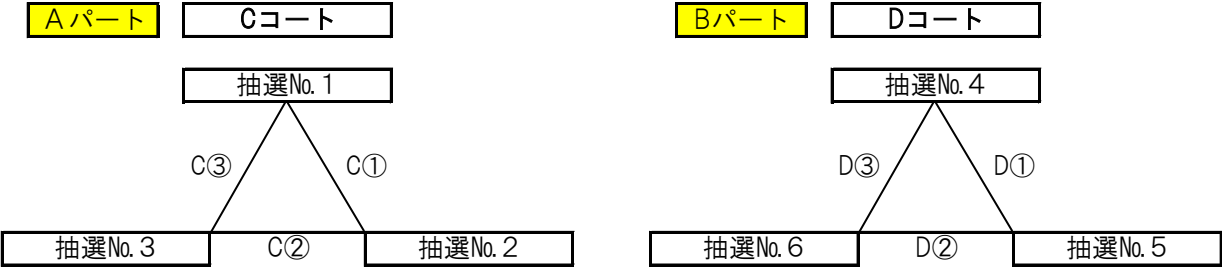 Ａパート Cコート Bパート Dコート
抽選№１ 抽選№４
C③ C① D③ D①
抽選№３ C② 抽選№２ 抽選№６ D② 抽選№５